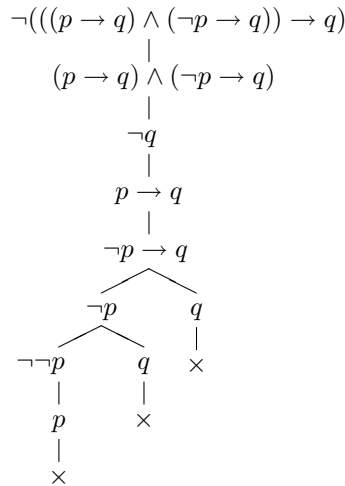 ¬(((p → q) ∧ (¬p → q)) → q)
(p → q) ∧ (¬p → q)
¬q
p → q
¬p → q
¬p q
¬¬p q ×
p ×
×